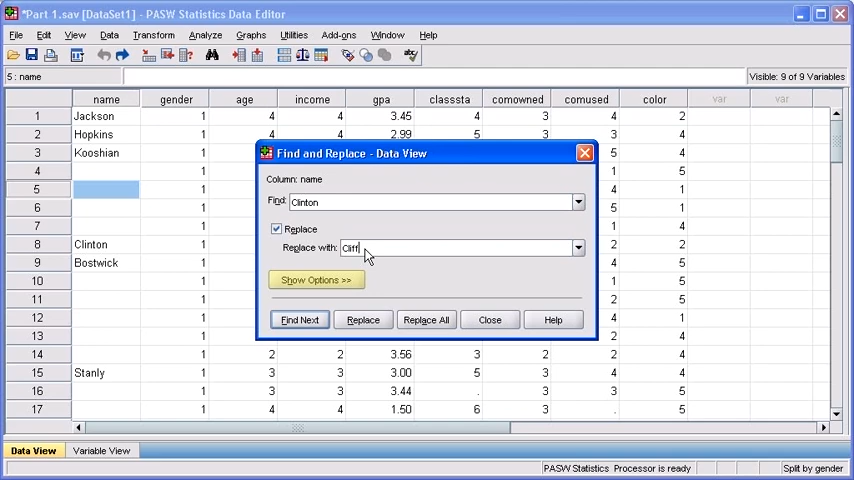 *Part 1.sav [DataSet1] - PASW Statistics Data Editor
File Edit View Data Transform Analyze Graphs Utilities Add-ons Window Help
5 : name Visible: 9 of 9 Variables
name gender age income gpa classsta comowned comused color var var
1 Jackson 1 4 4 3.45 4 3 4 2
2 Hopkins 1 4 4 2.99 5 3 3 4
3 Kooshian 1 5 4
4 1 1 5
5 1 4 1
6 1 5 1
7 1 4 4
8 Clinton 1 2 2
9 Bostwick 1 4 5
10 1 1 5
11 1 2 5
12 1 4 1
13 1 2 4
14 1 2 2 3.56 3 2 2 4
15 Stanly 1 3 3 3.00 5 3 4 4
16 1 3 3 3.44 . 3 3 5
17 1 4 4 1.50 6 3 . 5
Find and Replace - Data View
Column: name
Find: Clinton
Replace
Replace with: Cliff
Show Options >>
Find Next Replace Replace All Close Help
Data View Variable View
PASW Statistics Processor is ready Split by gender